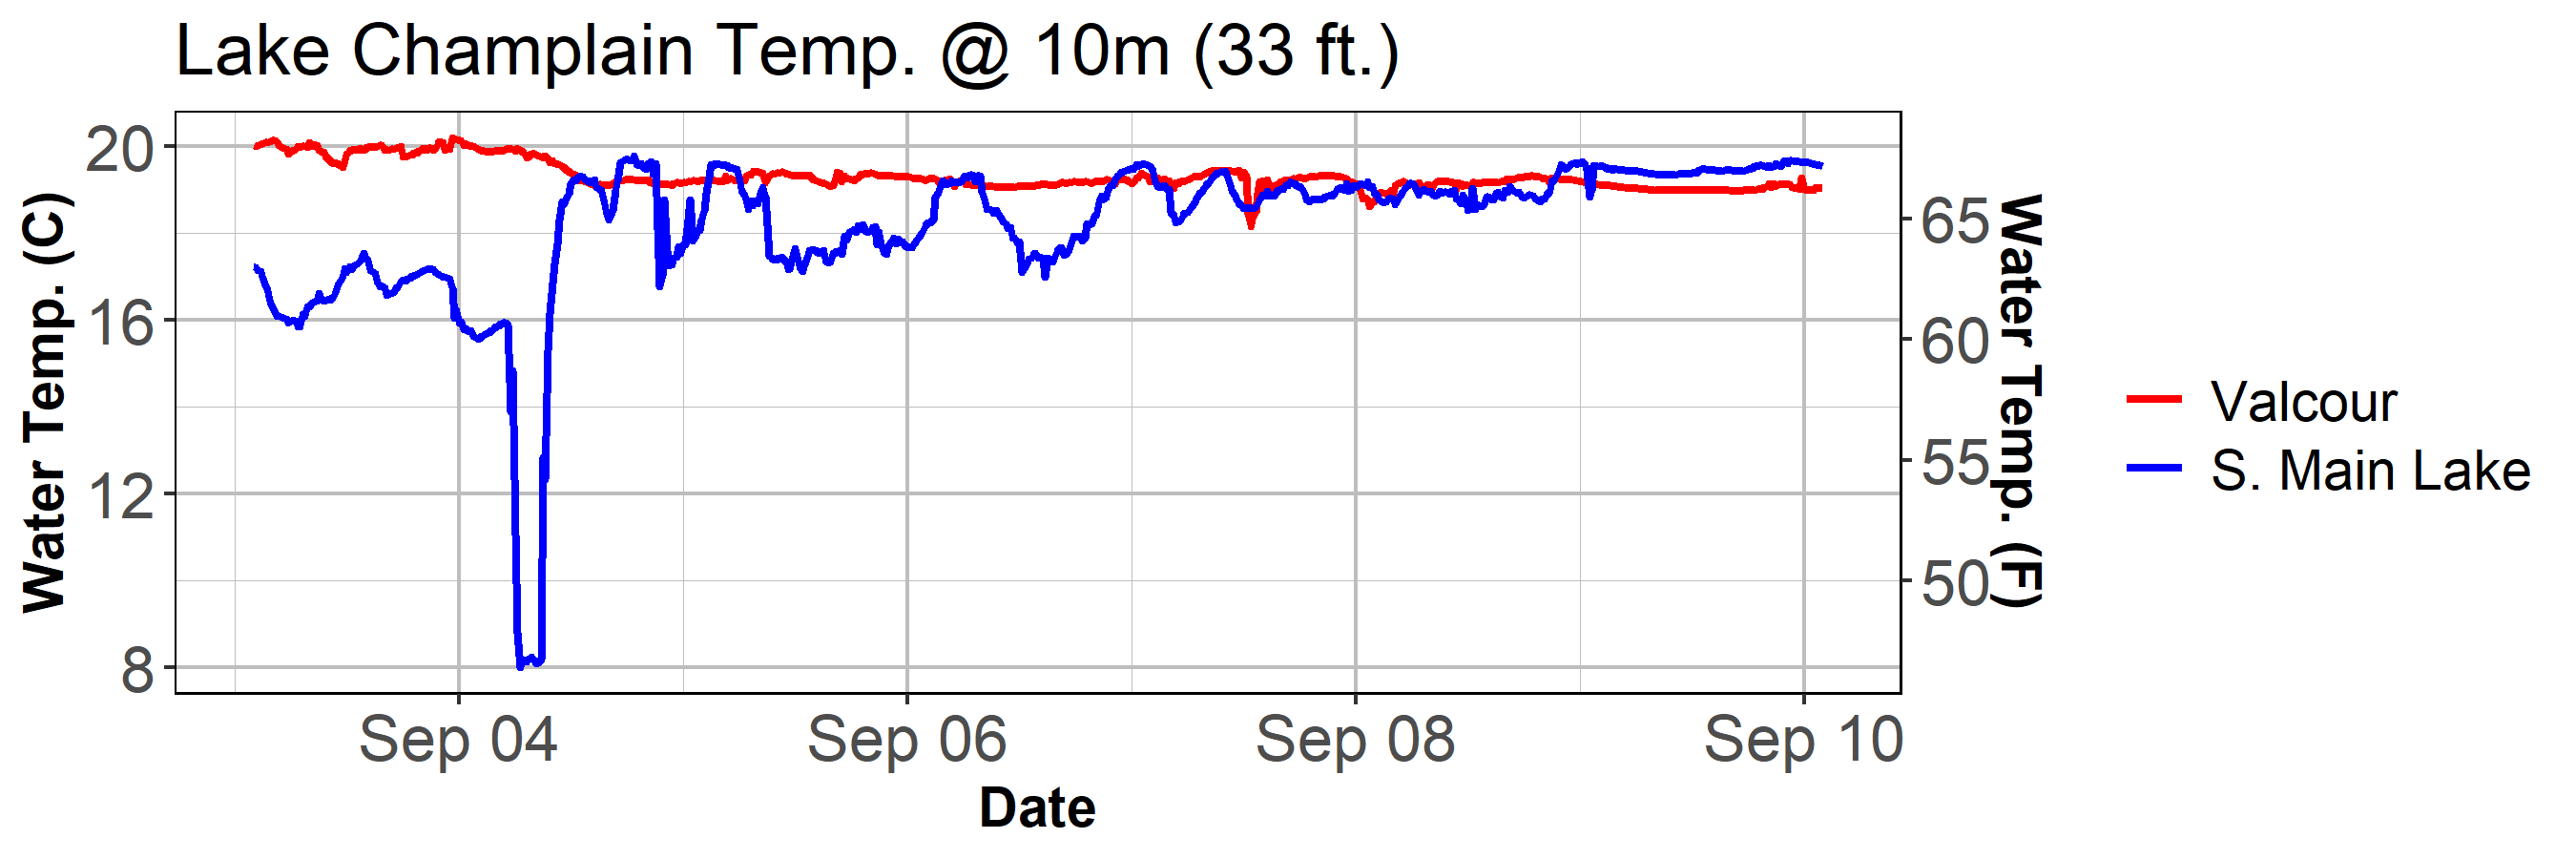 Lake Champlain Temp. @ 10m (33 ft.)
Water Temp. (C)
20
16
12
8
65
60
55
50
Water Temp. (F)
Sep 04 Sep 06 Sep 08 Sep 10
Date
Valcour
S. Main Lake